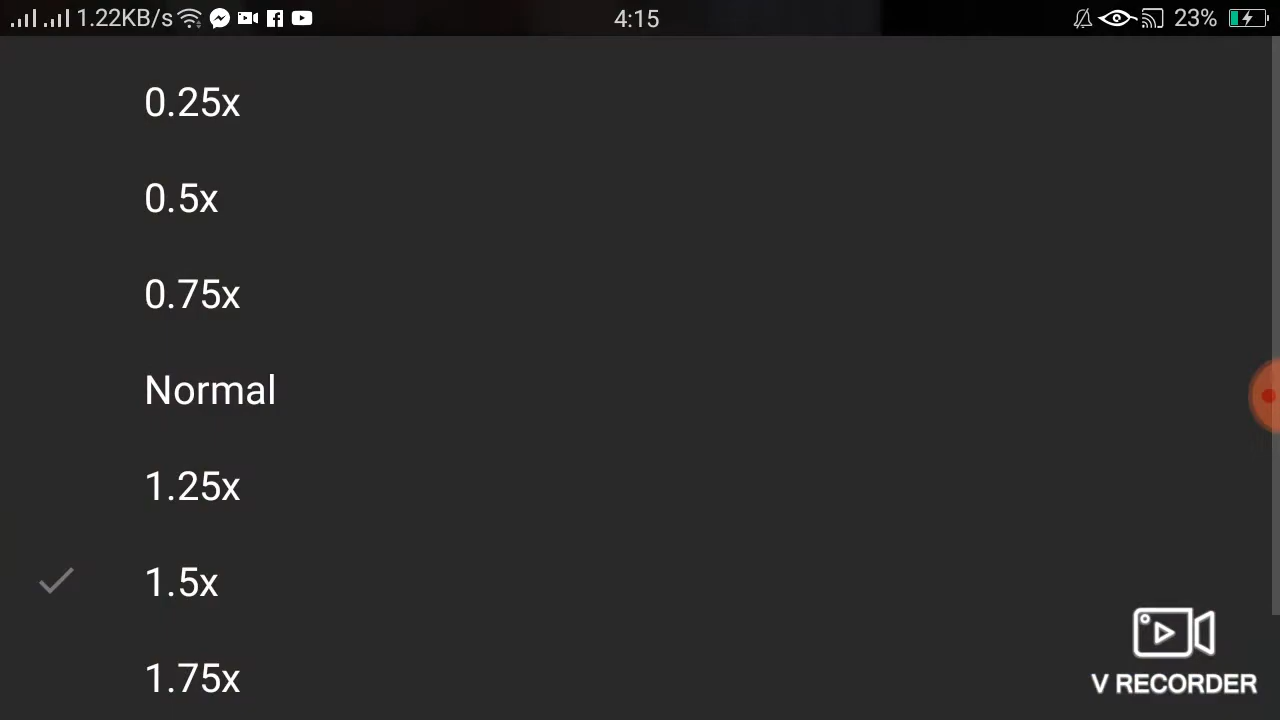 1.22KB/s 4:15 23%
0.25x
0.5x
0.75x
Normal
1.25x
1.5x
1.75x
V RECORDER